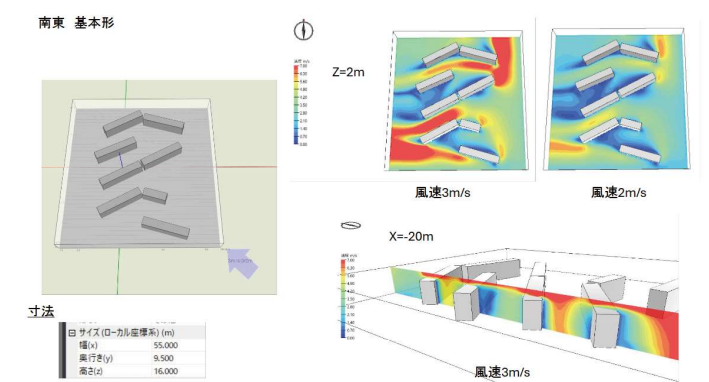 南東 基本形
Z=2m
風速3m/s
風速2m/s
X=-20m
風速3m/s
寸法
サイズ (ローカル座標系) (m)
幅(x) 55.000
奥行き(y) 9.500
高さ(z) 16.000